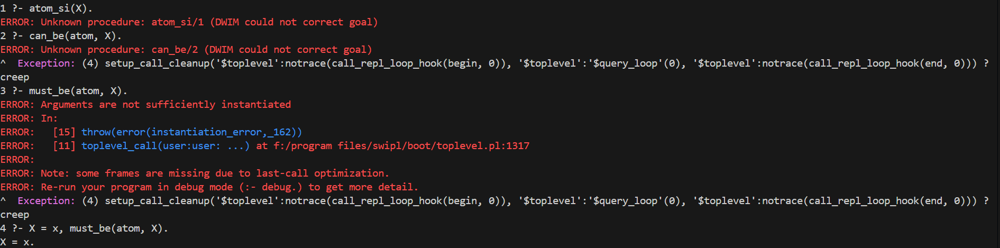 1 ?- atom_si(X).
ERROR: Unknown procedure: atom_si/1 (DWIM could not correct goal)
2 ?- can_be(atom, X).
ERROR: Unknown procedure: can_be/2 (DWIM could not correct goal)
^  Exception: (4) setup_call_cleanup('$toplevel':notrace(call_repl_loop_hook(begin, 0)), '$toplevel':'$query_loop'(0), '$toplevel':notrace(call_repl_loop_hook(end, 0))) ?
creep
3 ?- must_be(atom, X).
ERROR: Arguments are not sufficiently instantiated
ERROR: In:
ERROR:   [15] throw(error(instantiation_error,_162))
ERROR:   [11] toplevel_call(user:user: ...) at f:/program files/swipl/boot/toplevel.pl:1317
ERROR:
ERROR: Note: some frames are missing due to last-call optimization.
ERROR: Re-run your program in debug mode (:- debug.) to get more detail.
^  Exception: (4) setup_call_cleanup('$toplevel':notrace(call_repl_loop_hook(begin, 0)), '$toplevel':'$query_loop'(0), '$toplevel':notrace(call_repl_loop_hook(end, 0))) ?
creep
4 ?- X = x, must_be(atom, X).
X = x.